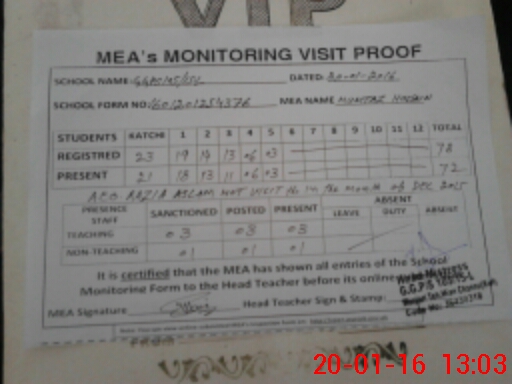 VIP
MEA's MONITORING VISIT PROOF
SCHOOL NAME: DATED: 20-01-2016
SCHOOL FORM NO: MEA NAME MUMTAZ HUSSAIN
STUDENTS KATCHI 1 2 3 4 5 6 7 8 9 10 11 12 TOTAL
REGISTRED 23 19 14 13 06 03 78
PRESENT 21 18 13 11 06 03 72
AEO RAZIA ASLAM NOT VISIT in the month of DEC 2015
PRESENCE STAFF SANCTIONED POSTED PRESENT ABSENT
LEAVE DUTY ABSENT
TEACHING 03 03 03
NON-TEACHING 01 01 01
It is certified that the MEA has shown all entries of the School
Monitoring Form to the Head Teacher before its online
MEA Signature Head Teacher Sign & Stamp:
20-01-16 13:03